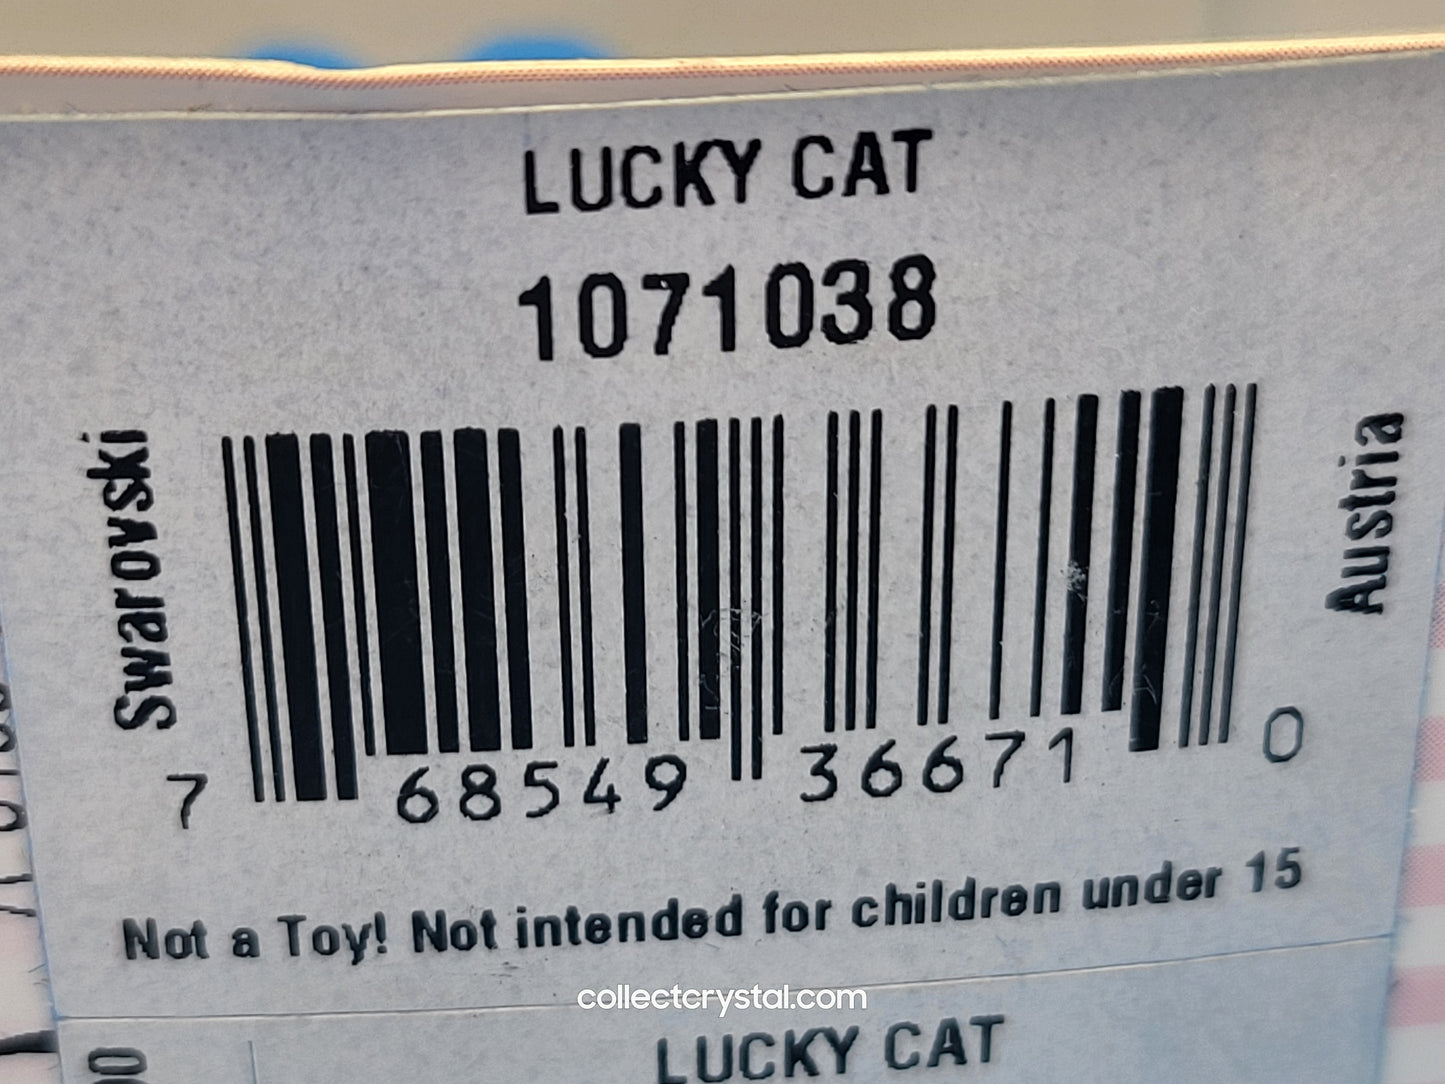 LUCKY CAT
1071038
Swarovski
Austria
7 68549 36671 0
Not a Toy! Not intended for children under 15
collectcrystal.com
LUCKY CAT